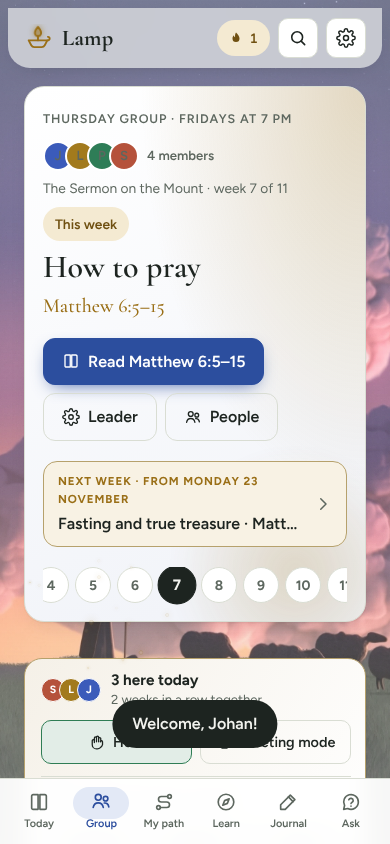 Lamp
1
THURSDAY GROUP · FRIDAYS AT 7 PM
L S
4 members
The Sermon on the Mount · week 7 of 11
This week
How to pray
Matthew 6:5–15
Read Matthew 6:5–15
Leader
People
NEXT WEEK · FROM MONDAY 23
NOVEMBER
Fasting and true treasure · Matt...
4 5 6 7 8 9 10 11
S L J
3 here today
2 weeks in a row together
Welcome, Johan!
Today
Group
My path
Learn
Journal
Ask